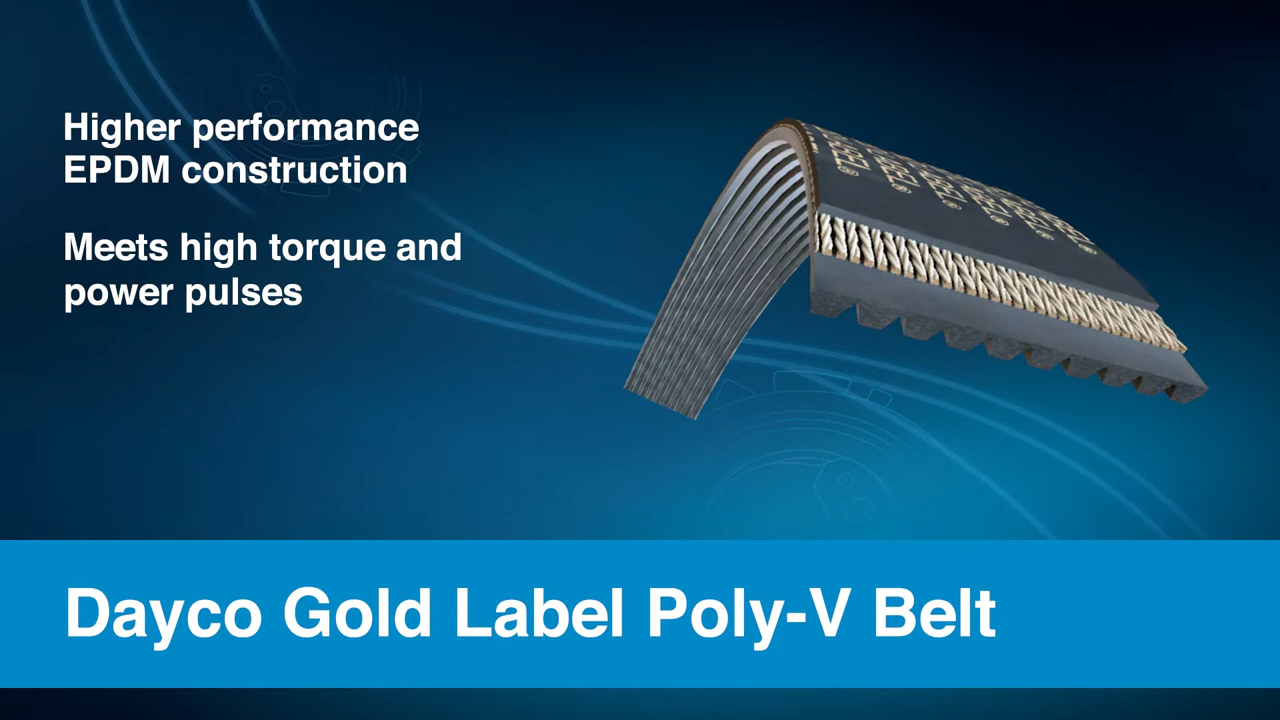 Higher performance
EPDM construction
Meets high torque and
power pulses
Dayco Gold Label Poly-V Belt